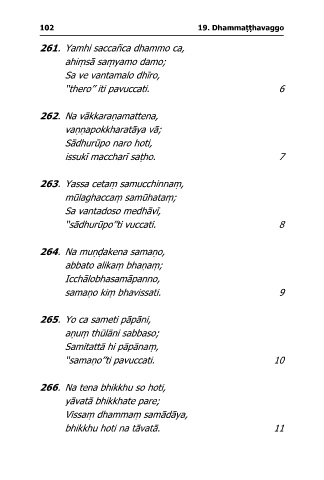 102 19. Dhammaṭṭhavaggo
261. Yamhi saccañca dhammo ca,
ahiṃsā saṃyamo damo;
Sa ve vantamalo dhīro,
"thero" iti pavuccati. 6
262. Na vākkaraṇamattena,
vaṇṇapokkharatāya vā;
Sādhurūpo naro hoti,
issukī maccharī saṭho. 7
263. Yassa cetaṃ samucchinnaṃ,
mūlaghaccaṃ samūhataṃ;
Sa vantadoso medhāvī,
"sādhurūpo"ti vuccati. 8
264. Na muṇḍakena samaṇo,
abbato alikaṃ bhaṇaṃ;
Icchālobhasamāpanno,
samaṇo kiṃ bhavissati. 9
265. Yo ca sameti pāpāni,
aṇuṃ thūlāni sabbaso;
Samitattā hi pāpānaṃ,
"samaṇo"ti pavuccati. 10
266. Na tena bhikkhu so hoti,
yāvatā bhikkhate pare;
Vissaṃ dhammaṃ samādāya,
bhikkhu hoti na tāvatā. 11